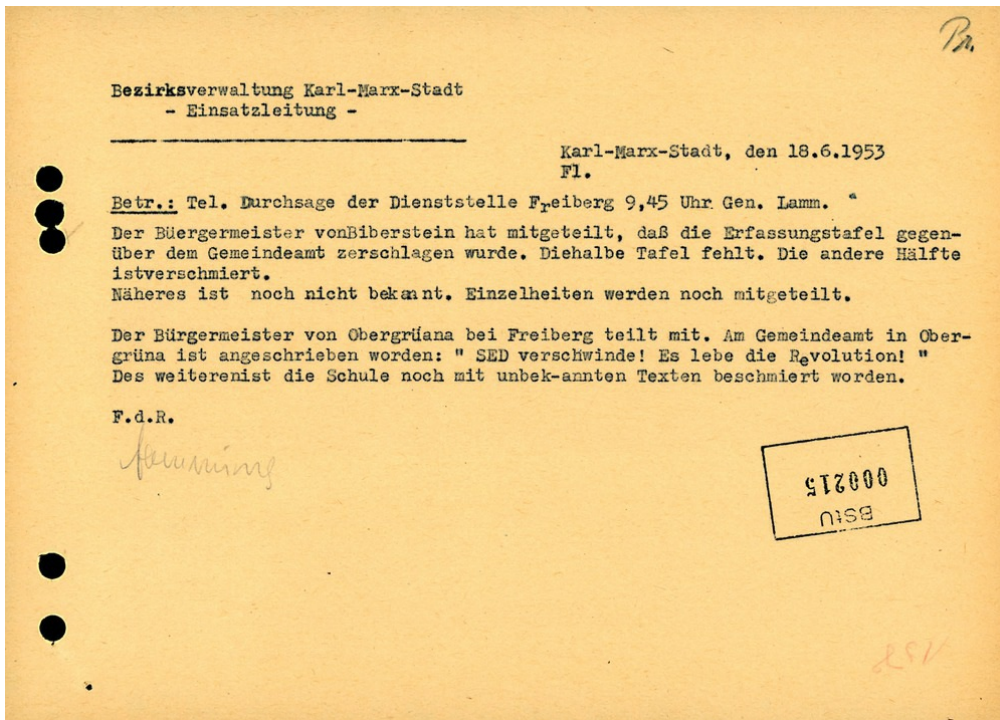 Br.
Bezirksverwaltung Karl-Marx-Stadt
- Einsatzleitung -
Karl-Marx-Stadt, den 18.6.1953
Fl.
Betr.: Tel. Durchsage der Dienststelle Freiberg 9,45 Uhr Gen. Lamm. "
Der Büergermeister vonBiberstein hat mitgeteilt, daß die Erfassungstafel gegen-
über dem Gemeindeamt zerschlagen wurde. Diehalbe Tafel fehlt. Die andere Hälfte
istverschmiert.
Näheres ist noch nicht bekannt. Einzelheiten werden noch mitgeteilt.
Der Bürgermeister von Obergrüana bei Freiberg teilt mit. Am Gemeindeamt in Ober-
grüna ist angeschrieben worden: " SED verschwinde! Es lebe die Revolution! "
Des weiterenist die Schule noch mit unbek-annten Texten beschmiert worden.
F.d.R.
BStU
000215